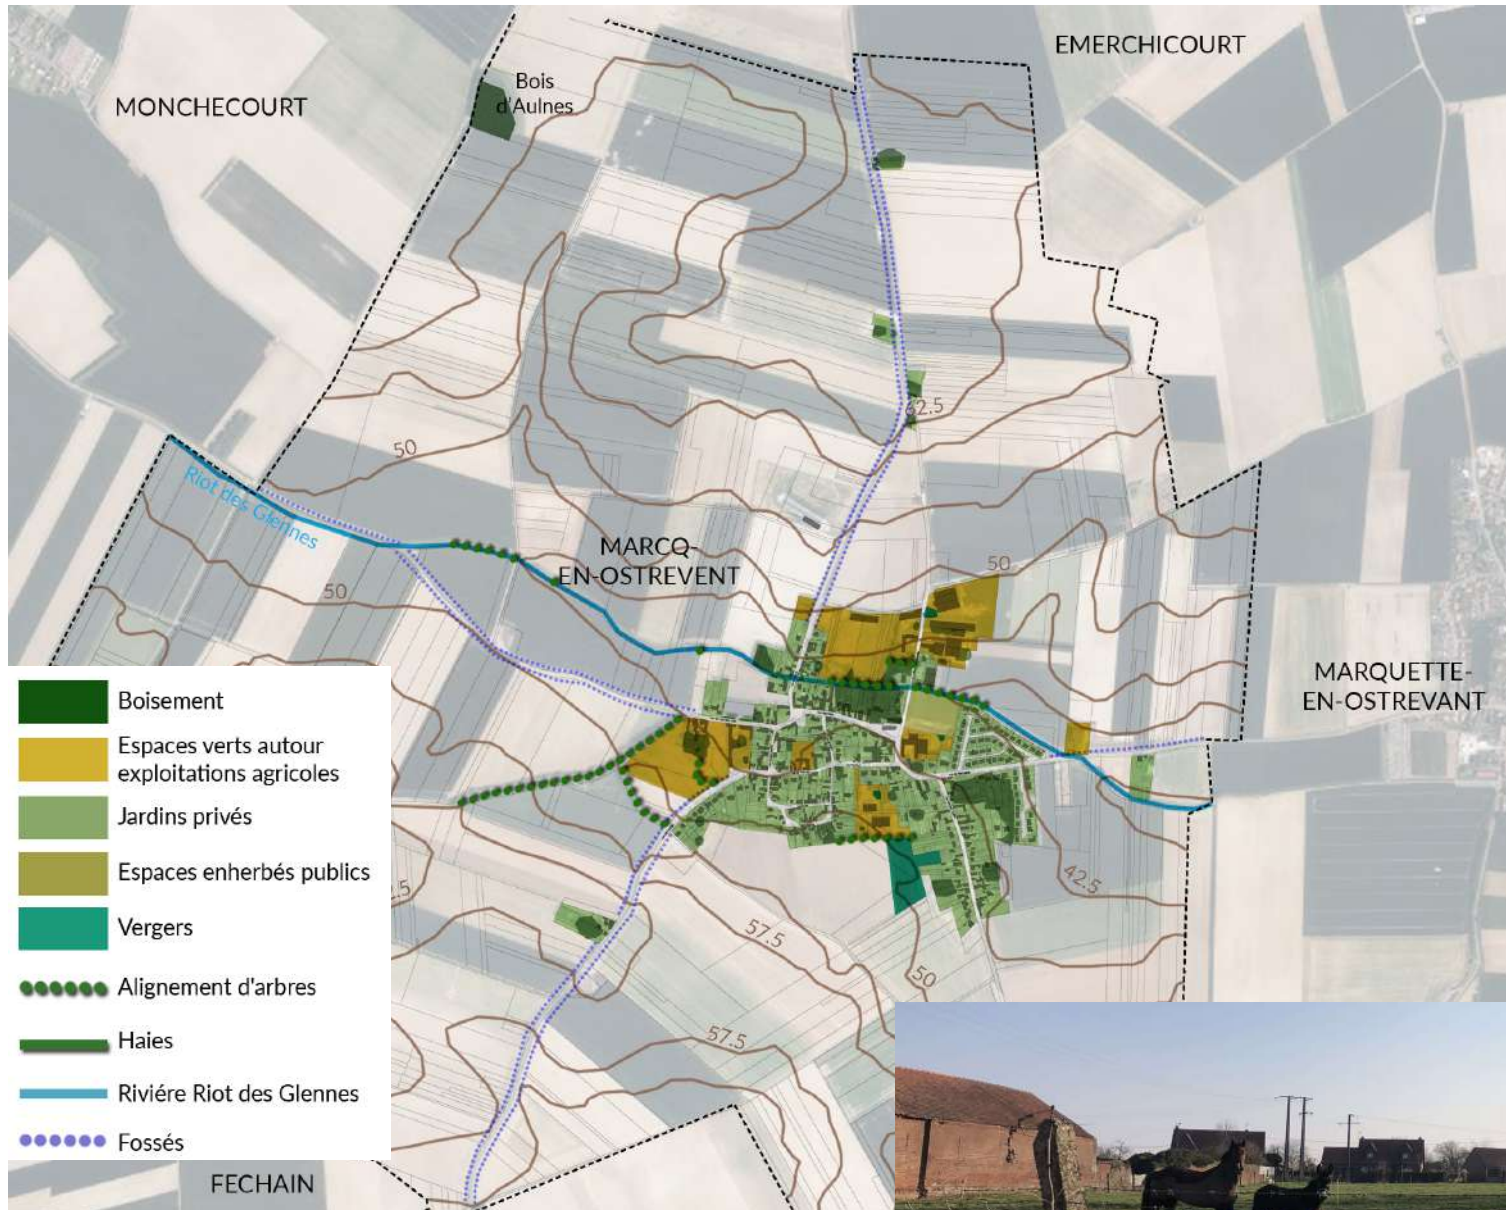 EMERCHICOURT
MONCHECOURT
Bois
d'Aulnes
62.5
50
Riot des Glennes
MARCQ-
EN-OSTREVENT
50
50
MARQUETTE-
EN-OSTREVANT
42.5
57.5
50
57.5
Boisement
Espaces verts autour
exploitations agricoles
Jardins privés
Espaces enherbés publics
Vergers
Alignement d'arbres
Haies
Riviére Riot des Glennes
Fossés
FECHAIN